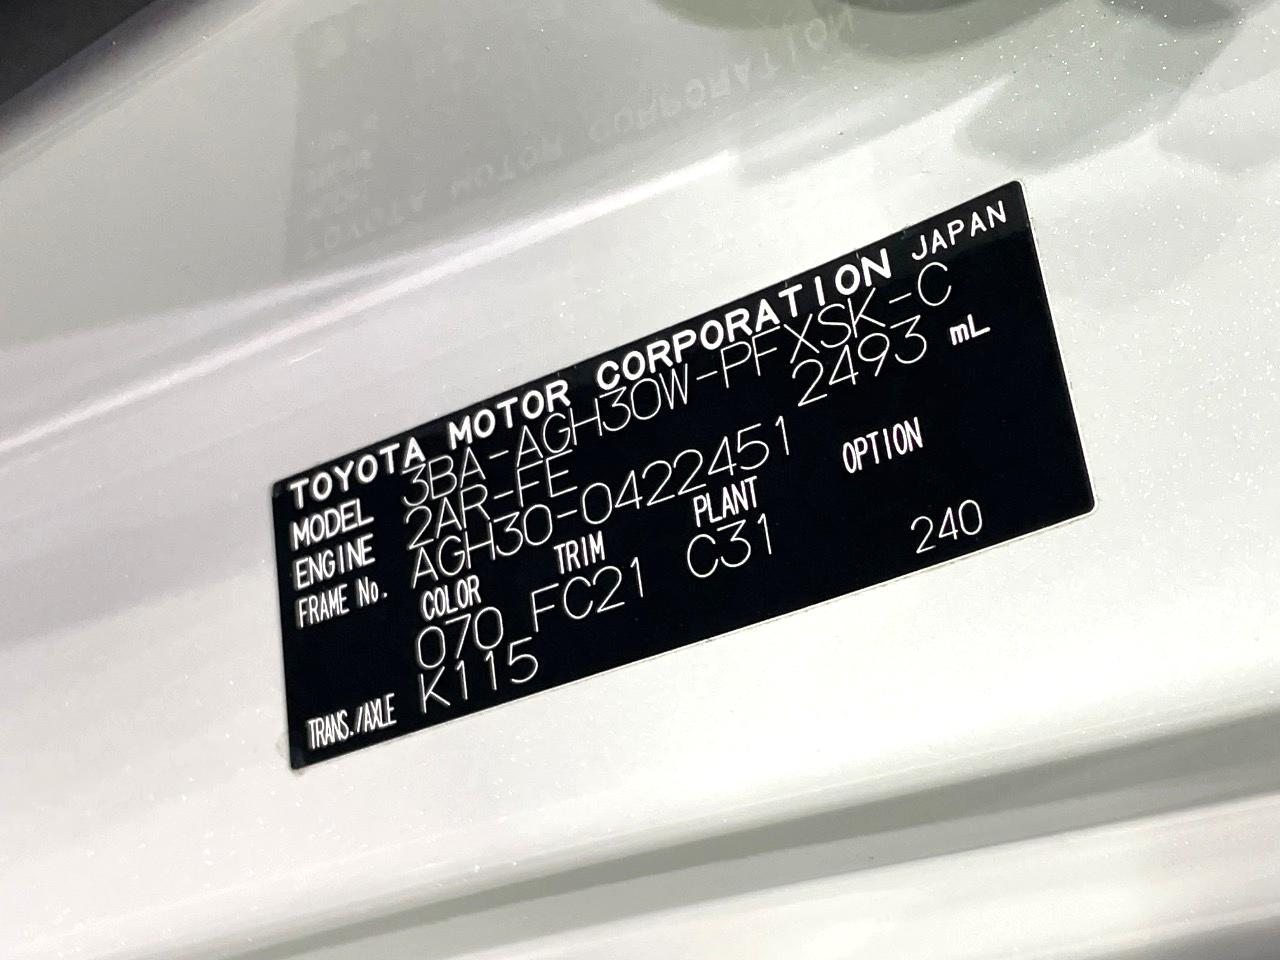 TOYOTA MOTOR CORPORATION JAPAN
MODEL 3BA-AGH30W-PFXSK-C
ENGINE 2AR-FE 2493 mL
FRAME No. AGH30-0422451
COLOR TRIM PLANT OPTION
070 FC21 C31 240
TRANS./AXLE K115